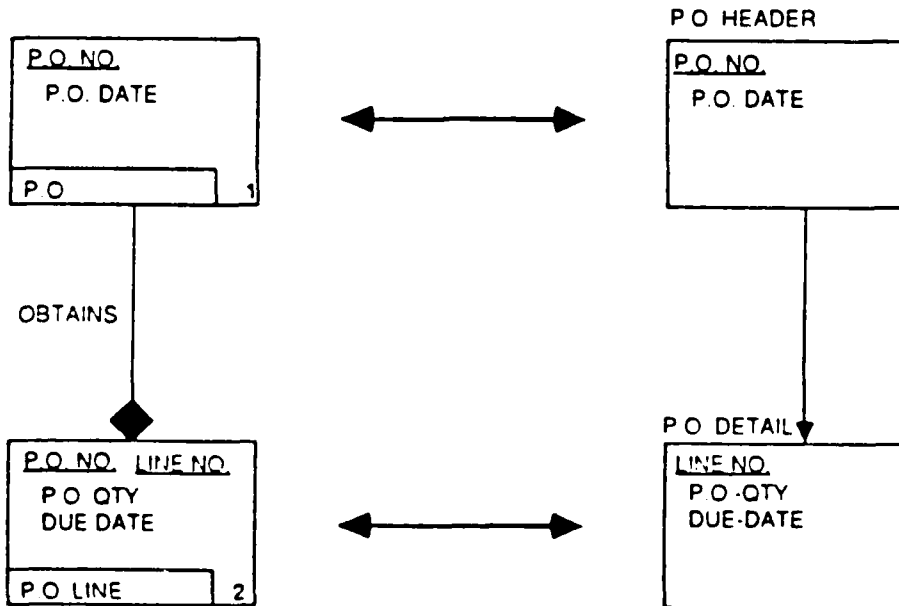 P.O. NO.
P.O. DATE
P.O
1
OBTAINS
P.O. NO. LINE NO.
P O QTY
DUE DATE
P O LINE
2
P O HEADER
P.O. NO.
P.O. DATE
P O DETAIL
LINE NO.
P.O-QTY
DUE-DATE